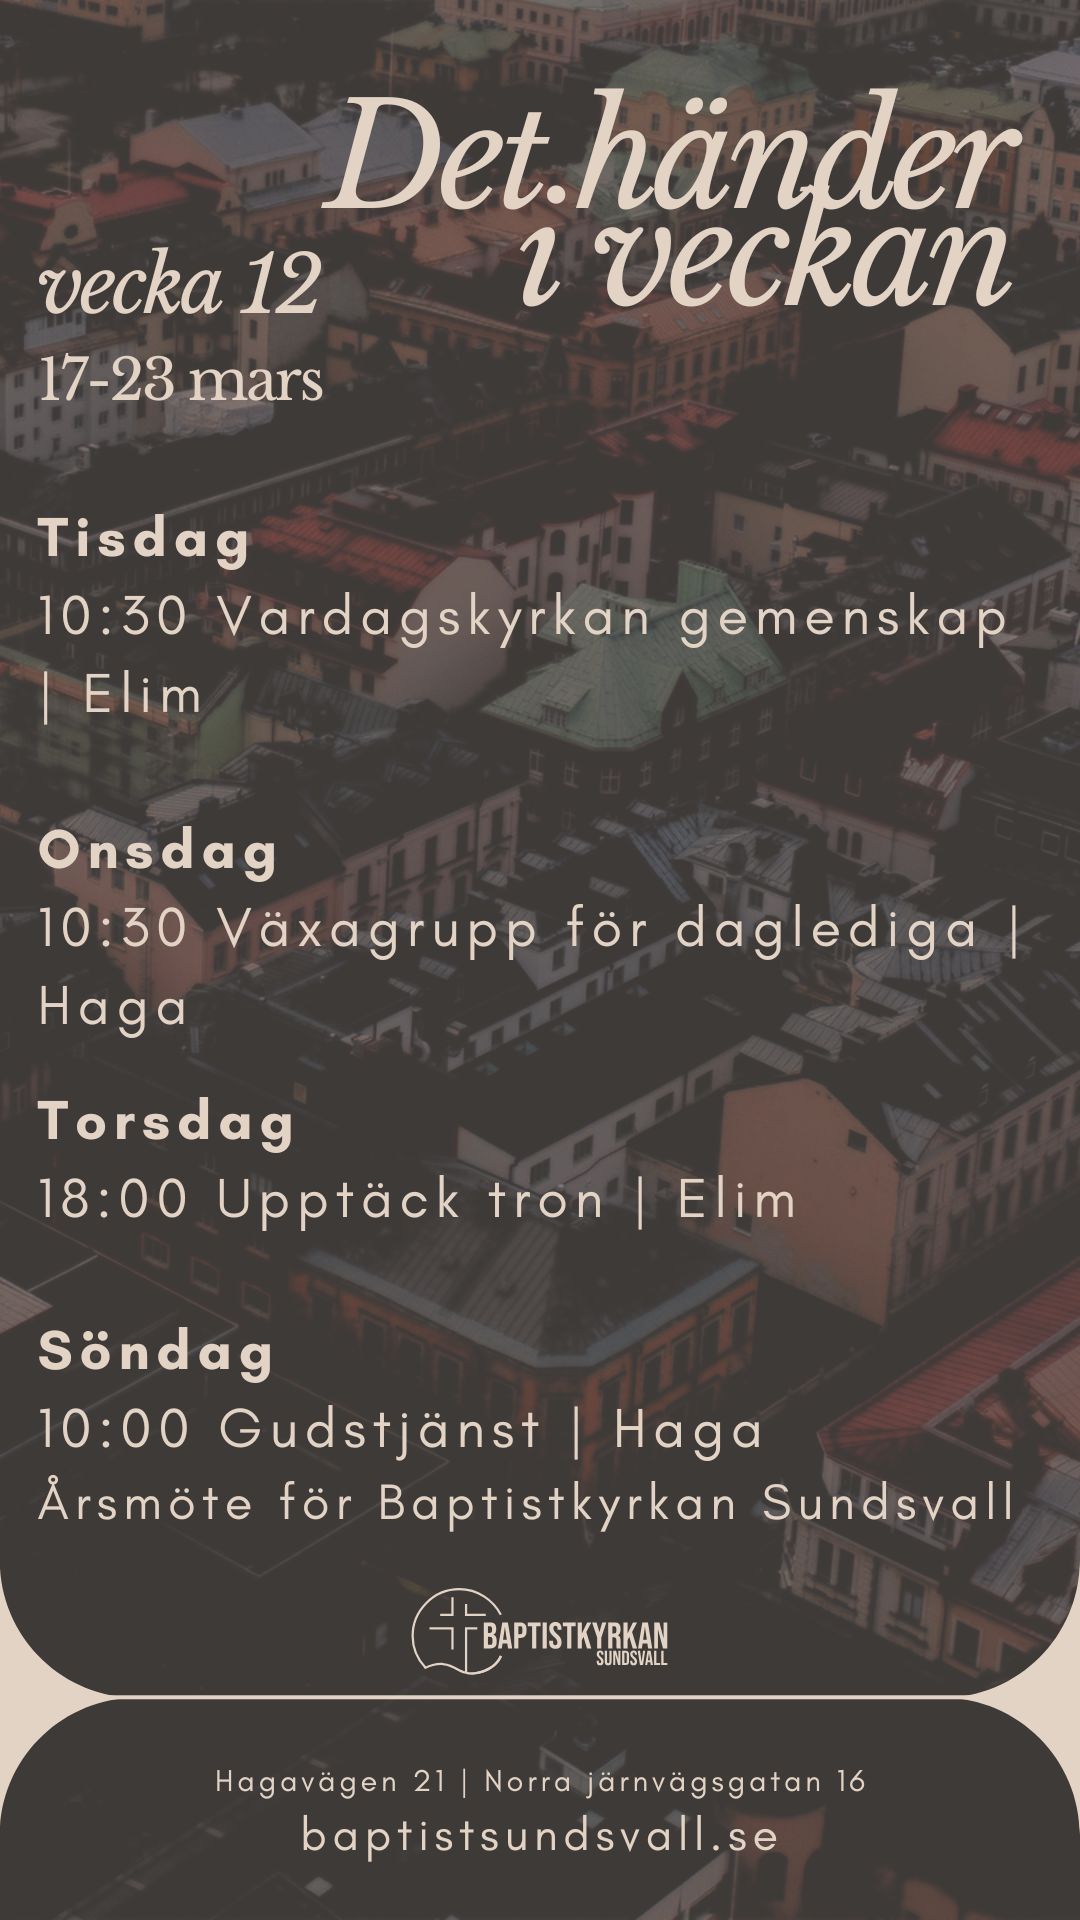 Det händer
i veckan
vecka 12
17-23 mars
Tisdag
10:30 Vardagskyrkan gemenskap
| Elim
Onsdag
10:30 Växagrupp för daglediga |
Haga
Torsdag
18:00 Upptäck tron | Elim
Söndag
10:00 Gudstjänst | Haga
Årsmöte för Baptistkyrkan Sundsvall
BAPTISTKYRKAN
SUNDSVALL
Hagavägen 21 | Norra järnvägsgatan 16
baptistsundsvall.se